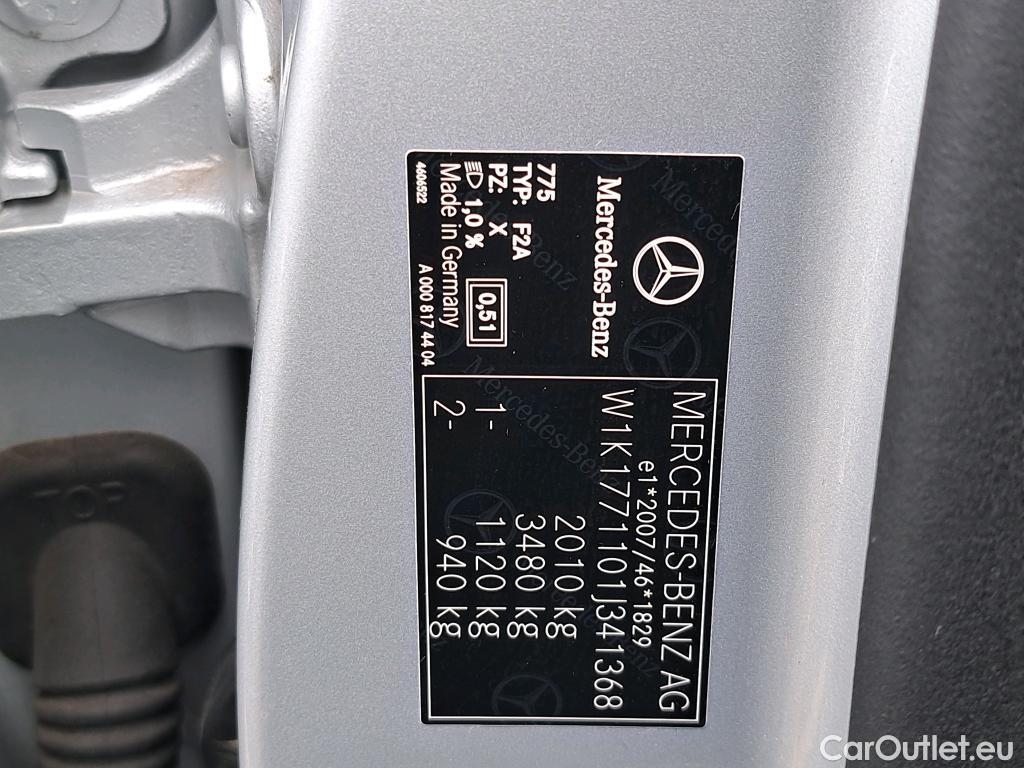 Mercedes-Benz
775
TYP: F2A
PZ: X
1,0 %
0,51
Made in Germany
4606522
A 000 817 44 04
MERCEDES-BENZ AG
e1*2007/46*1829
W1K1771101J341368
2010 kg
3480 kg
1- 1120 kg
2- 940 kg
TOP
CarOutlet.eu